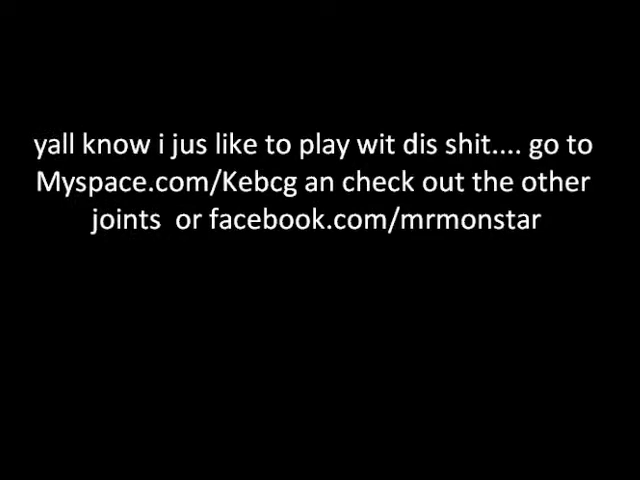 yall know i jus like to play wit dis shit.... go to
Myspace.com/Kebcg an check out the other
joints  or facebook.com/mrmonstar